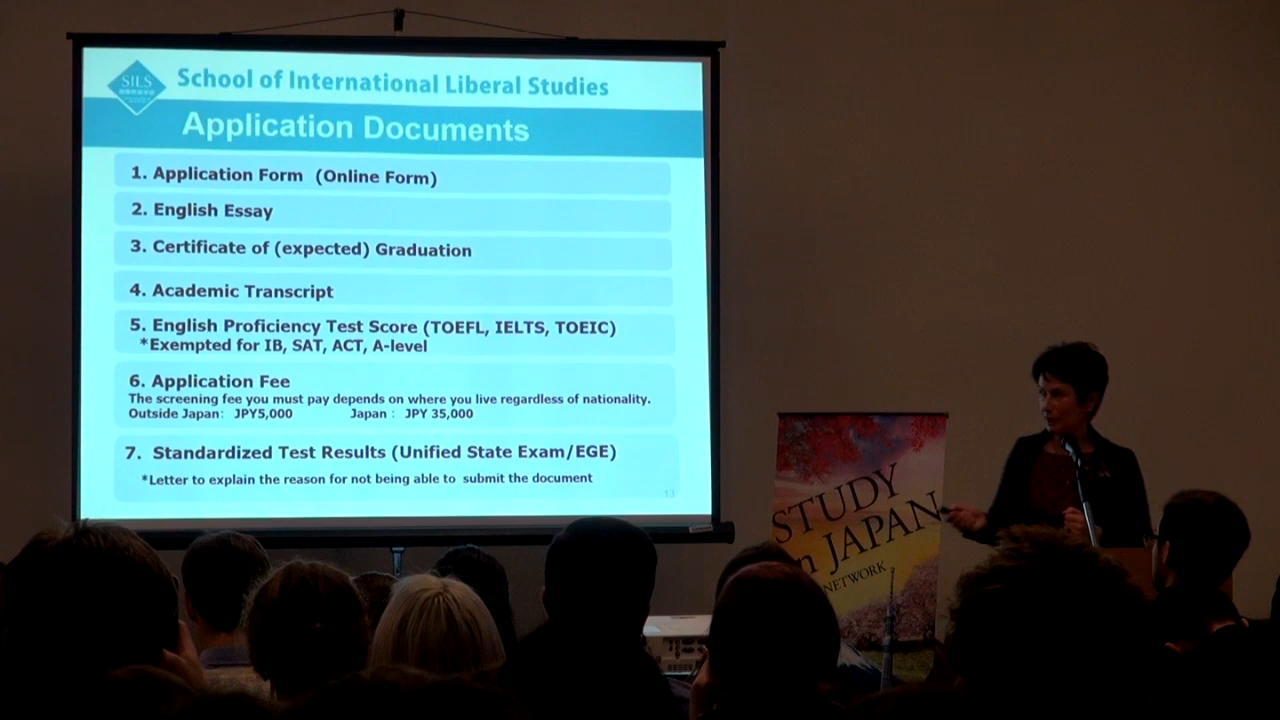 SILS
School of International Liberal Studies
Application Documents
1. Application Form (Online Form)
2. English Essay
3. Certificate of (expected) Graduation
4. Academic Transcript
5. English Proficiency Test Score (TOEFL, IELTS, TOEIC)
*Exempted for IB, SAT, ACT, A-level
6. Application Fee
The screening fee you must pay depends on where you live regardless of nationality.
Outside Japan: JPY5,000 Japan : JPY 35,000
7. Standardized Test Results (Unified State Exam/EGE)
*Letter to explain the reason for not being able to submit the document
13
STUDY
in JAPAN
NETWORK